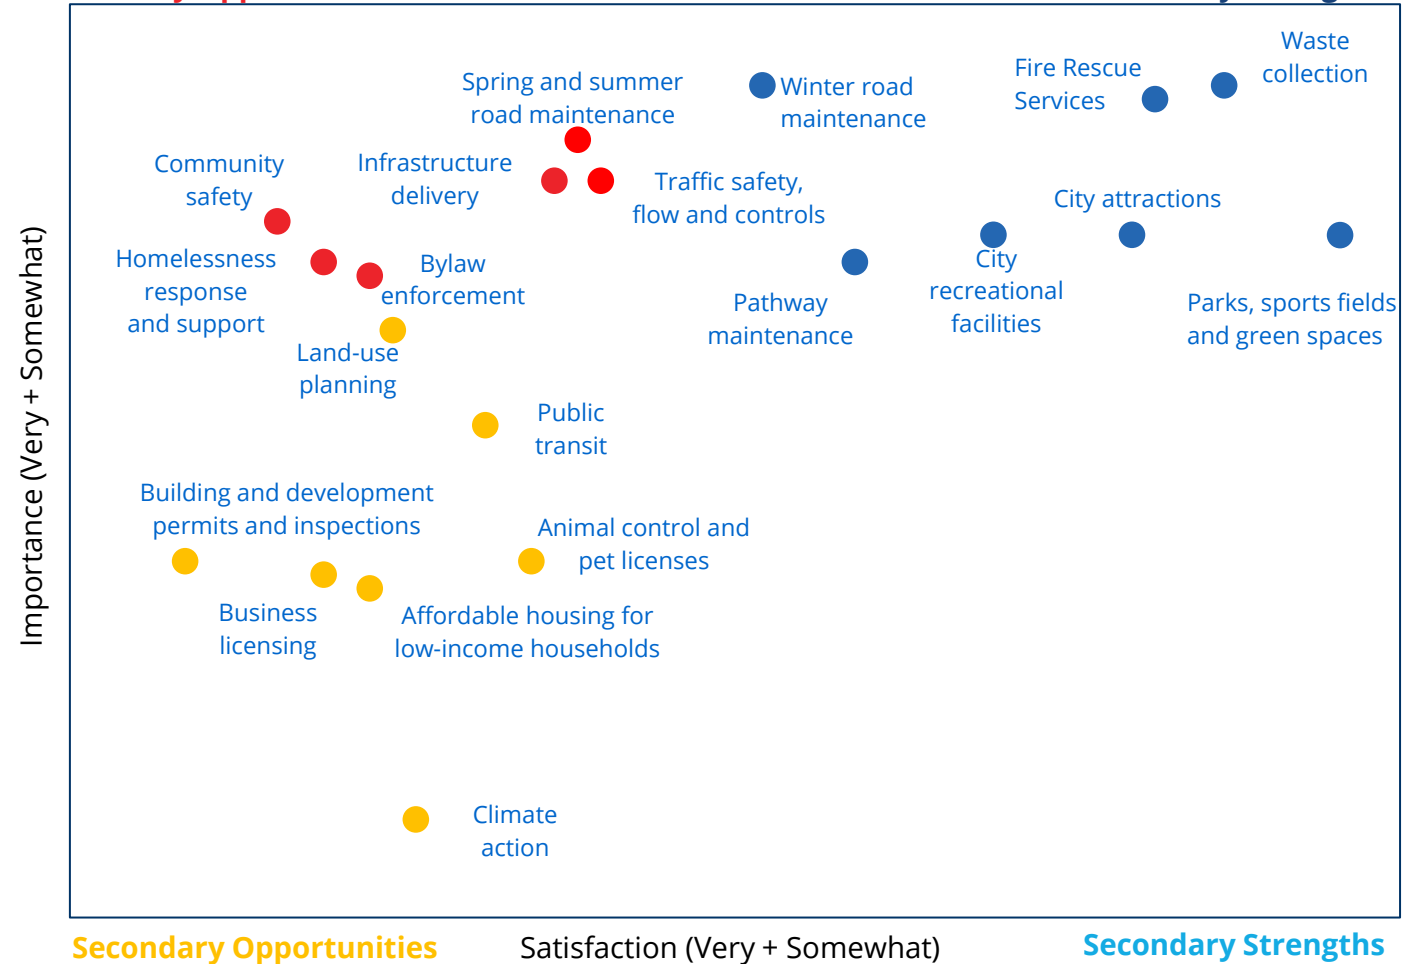 Waste
collection
Fire Rescue
Services
Spring and summer
road maintenance
Winter road
maintenance
Community
safety
Infrastructure
delivery
Traffic safety,
flow and controls
City attractions
Homelessness
response
and support
Bylaw
enforcement
City
recreational
facilities
Pathway
maintenance
Parks, sports fields
and green spaces
Land-use
planning
Public
transit
Building and development
permits and inspections
Animal control and
pet licenses
Business
licensing
Affordable housing for
low-income households
Climate
action
Importance (Very + Somewhat)
Secondary Opportunities
Satisfaction (Very + Somewhat)
Secondary Strengths